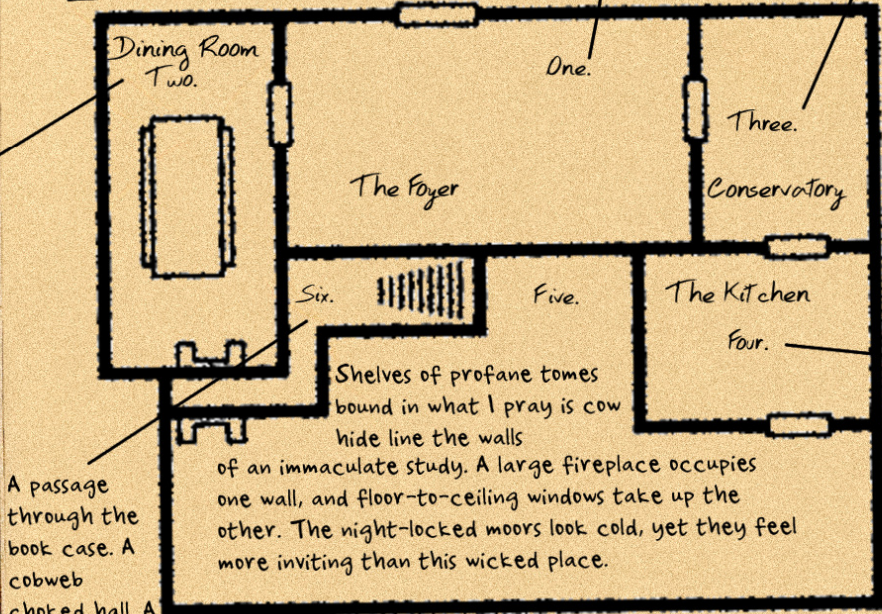 Dining Room
Two.
One.
Three.
The Foyer
Conservatory
Six.
Five.
The Kitchen
Four.
Shelves of profane tomes
bound in what I pray is cow
hide line the walls
of an immaculate study. A large fireplace occupies
one wall, and floor-to-ceiling windows take up the
other. The night-locked moors look cold, yet they feel
more inviting than this wicked place.
A passage
through the
book case. A
cobweb
choked hall. A